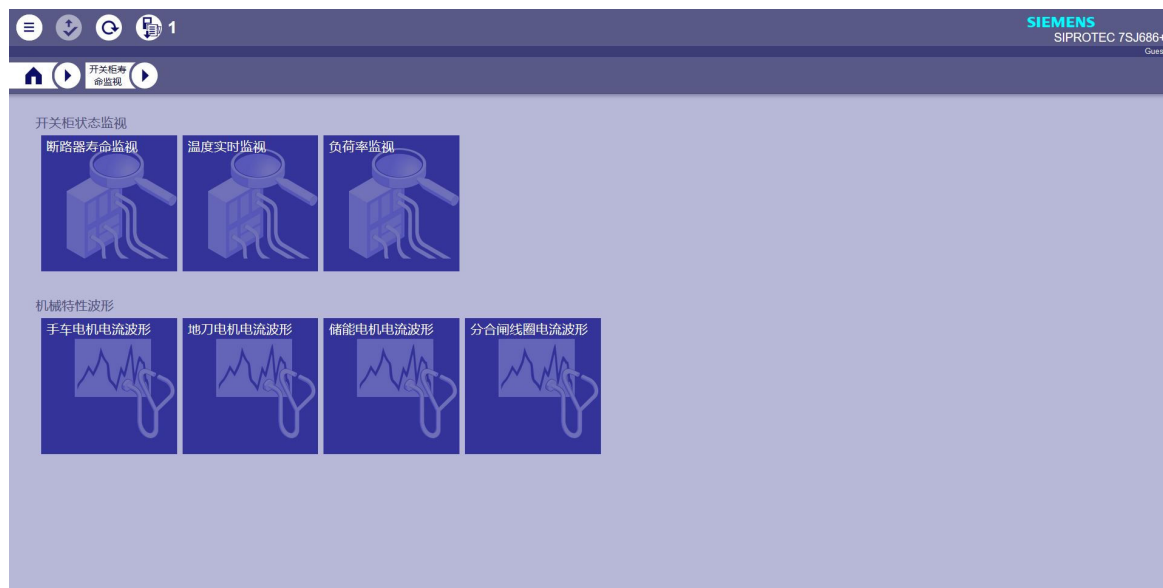 1
SIEMENS
SIPROTEC 7SJ686+
Gues
开关柜寿
命监视
开关柜状态监视
断路器寿命监视
温度实时监视
负荷率监视
机械特性波形
手车电机电流波形
地刀电机电流波形
储能电机电流波形
分合闸线圈电流波形